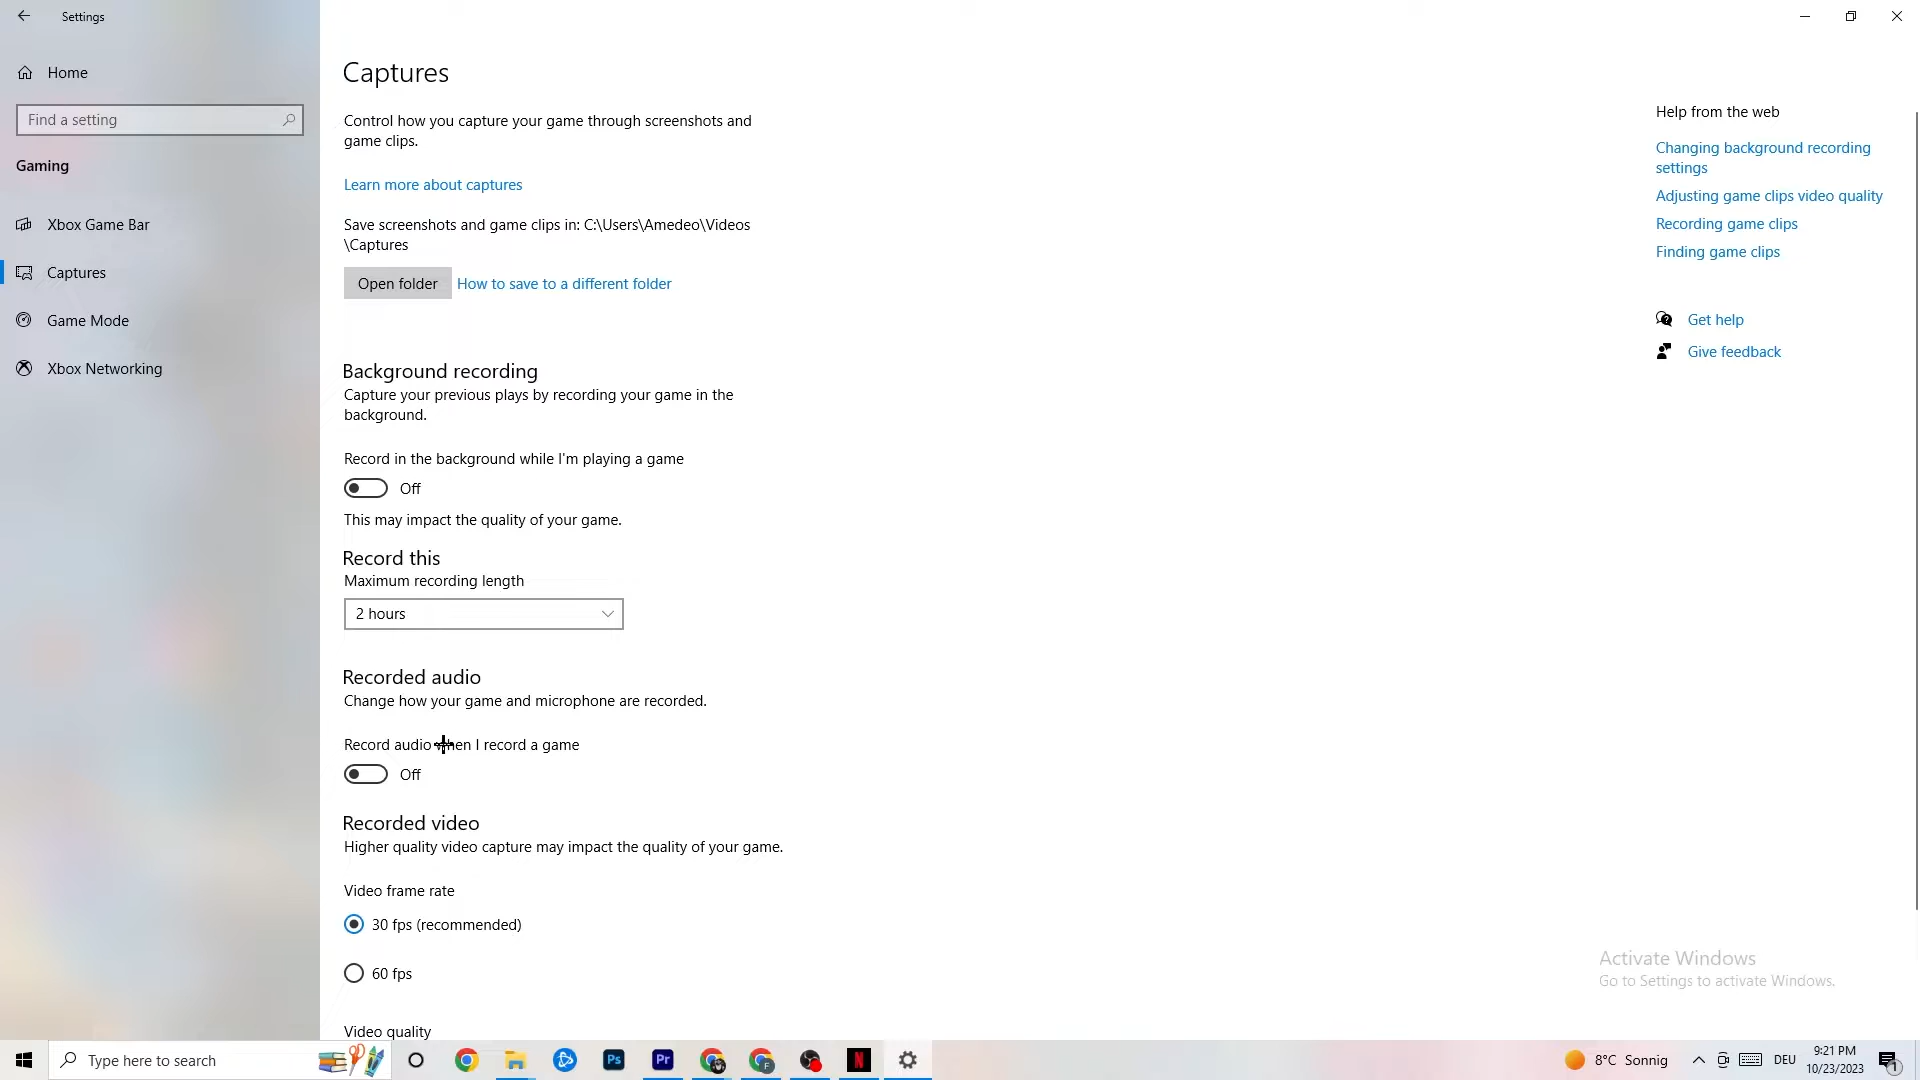 Settings
Home
Find a setting
Gaming
Xbox Game Bar
Captures
Game Mode
Xbox Networking
Captures
Control how you capture your game through screenshots and
game clips.
Learn more about captures
Save screenshots and game clips in: C:\Users\Amedeo\Videos
\Captures
Open folder
How to save to a different folder
Background recording
Capture your previous plays by recording your game in the
background.
Record in the background while I'm playing a game
Off
This may impact the quality of your game.
Record this
Maximum recording length
2 hours
Recorded audio
Change how your game and microphone are recorded.
Record audio when I record a game
Off
Recorded video
Higher quality video capture may impact the quality of your game.
Video frame rate
30 fps (recommended)
60 fps
Video quality
Help from the web
Changing background recording
settings
Adjusting game clips video quality
Recording game clips
Finding game clips
Get help
Give feedback
Activate Windows
Go to Settings to activate Windows.
Type here to search
Ps
Pr
F
N
8°C Sonnig
DEU
9:21 PM
10/23/2023
1